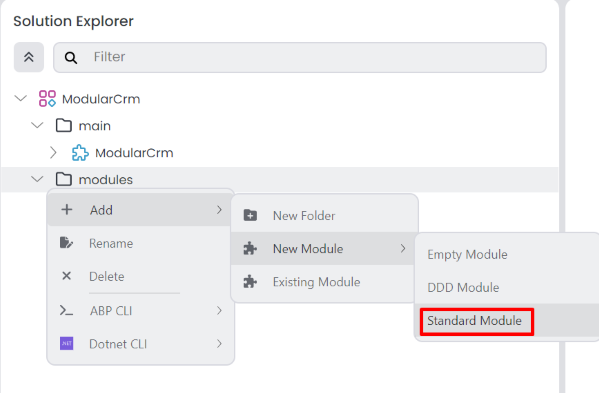 Solution Explorer
Filter
ModularCrm
main
ModularCrm
modules
Add
Rename
Delete
ABP CLI
.NET
Dotnet CLI
New Folder
New Module
Existing Module
Empty Module
DDD Module
Standard Module